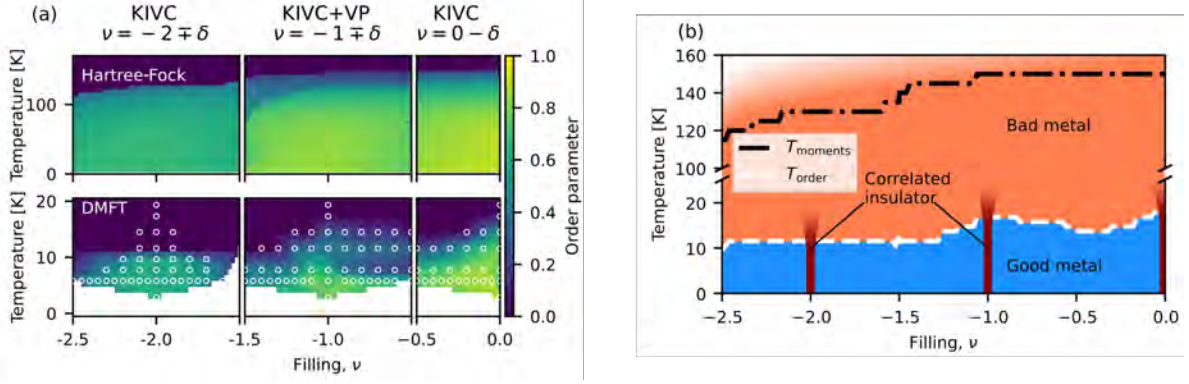 (a)
KIVC
ν = −2 ∓ δ
KIVC+VP
ν = −1 ∓ δ
KIVC
ν = 0 − δ
Temperature [K]
100
0
Hartree-Fock
Temperature [K]
20
10
0
DMFT
−2.5
−2.0
−1.5
−1.0
−0.5
0.0
Filling, ν
1.0
0.8
0.6
0.4
0.2
0.0
Order parameter
(b)
Temperature [K]
160
140
120
100
20
10
0
Bad metal
T_moments
T_order
Correlated
insulator
Good metal
−2.5
−2.0
−1.5
−1.0
−0.5
0.0
Filling, ν